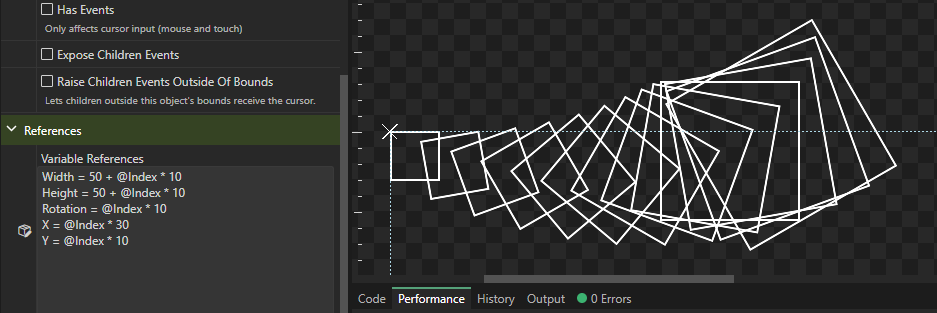 Has Events
Only affects cursor input (mouse and touch)
Expose Children Events
Raise Children Events Outside Of Bounds
Lets children outside this object's bounds receive the cursor.
References
Variable References
Width = 50 + @Index * 10
Height = 50 + @Index * 10
Rotation = @Index * 10
X = @Index * 30
Y = @Index * 10
Code Performance History Output 0 Errors